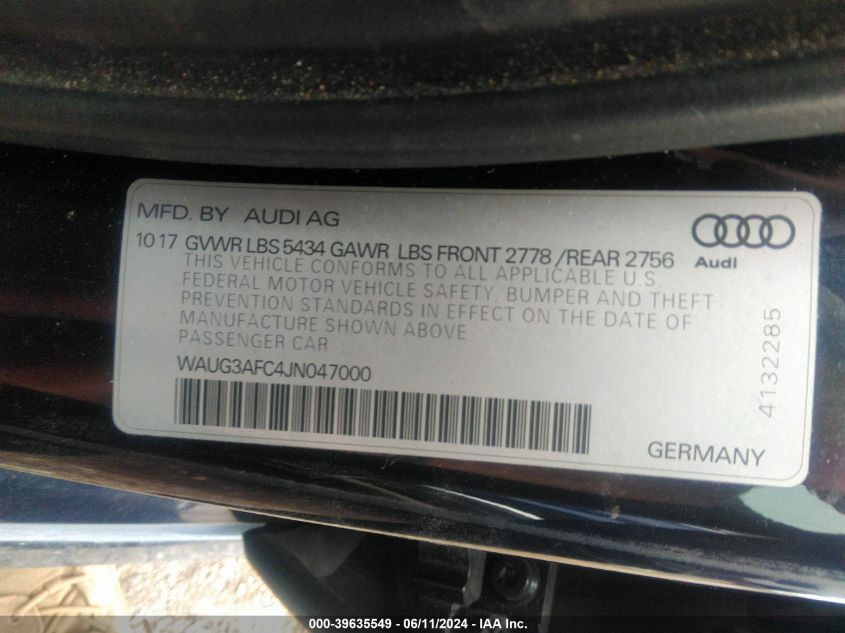 MFD. BY AUDI AG
10 17 GVWR LBS 5434 GAWR LBS FRONT 2778 /REAR 2756
THIS VEHICLE CONFORMS TO ALL APPLICABLE U.S.
FEDERAL MOTOR VEHICLE SAFETY, BUMPER AND THEFT
PREVENTION STANDARDS IN EFFECT ON THE DATE OF
MANUFACTURE SHOWN ABOVE
PASSENGER CAR
WAUG3AFC4JN047000
Audi
4132285
GERMANY
000-39635549 - 06/11/2024 - IAA Inc.